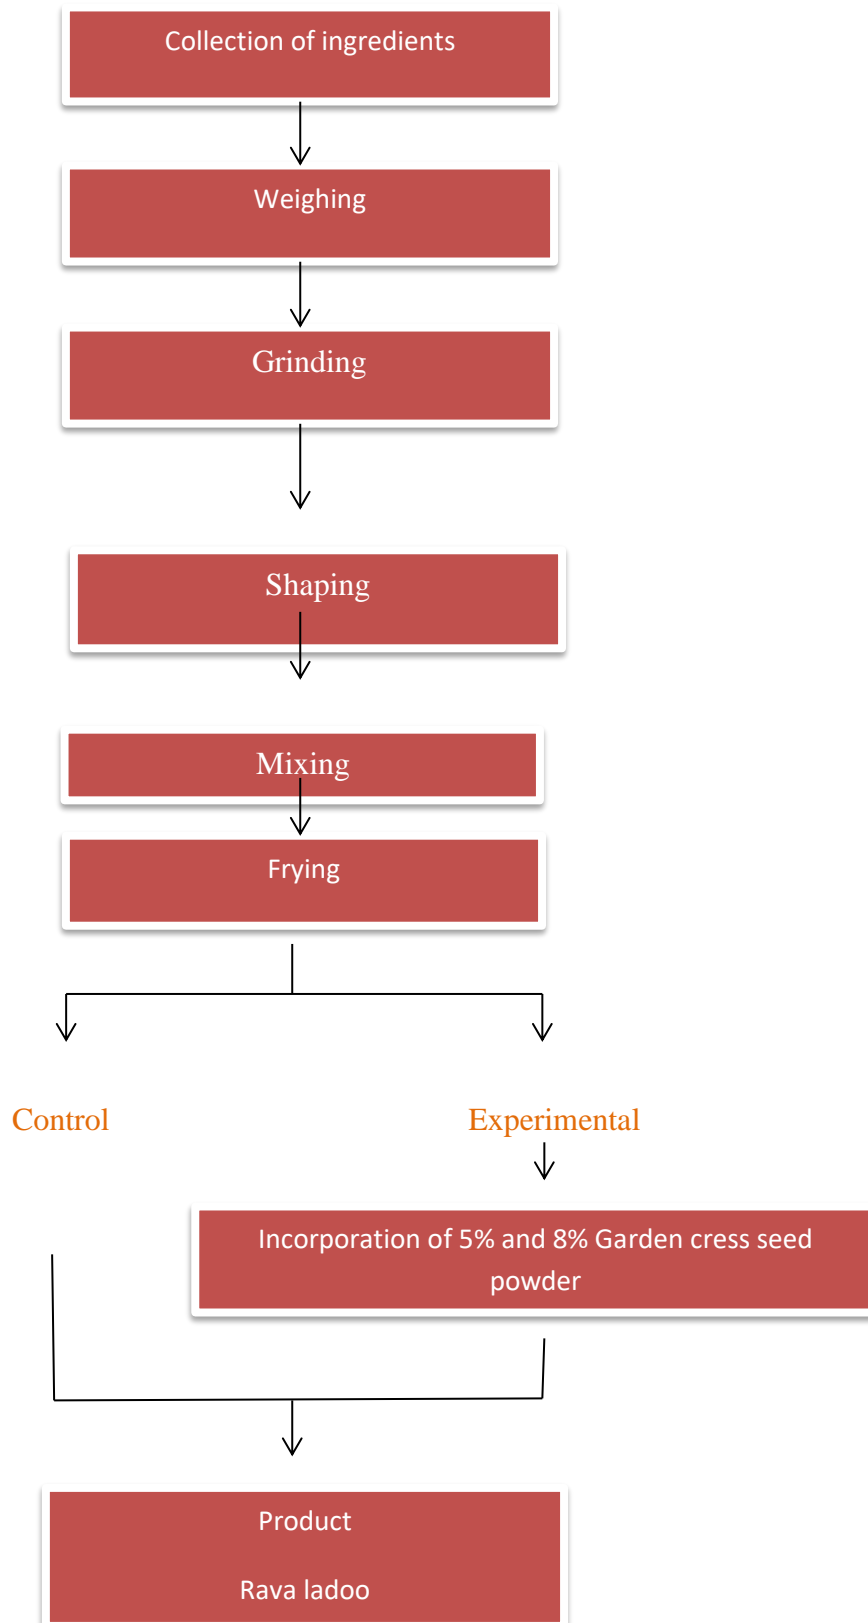 Collection of ingredients
Weighing
Grinding
Shaping
Mixing
Frying
Control
Experimental
Incorporation of 5% and 8% Garden cress seed
powder
Product
Rava ladoo